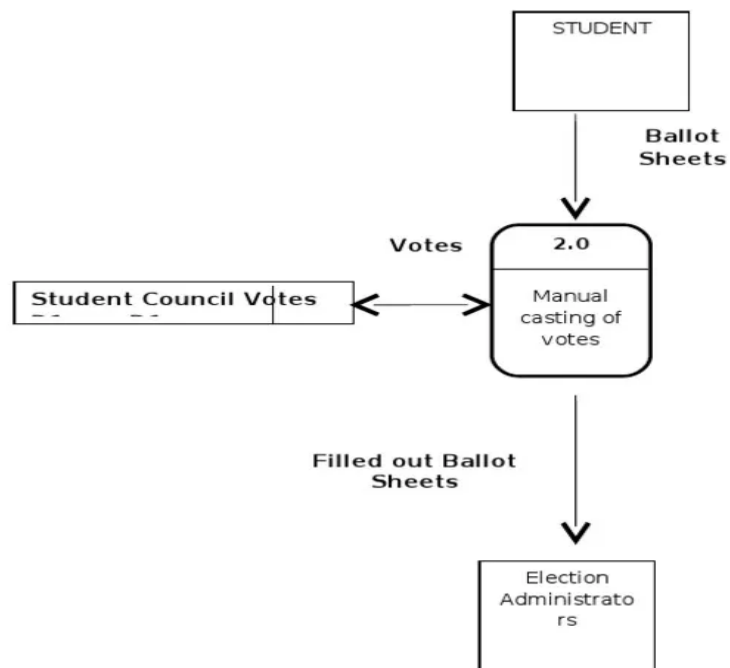 STUDENT
Ballot
Sheets
Votes
2.0
Student Council Votes
Manual
casting of
votes
Filled out Ballot
Sheets
Election
Administrato
rs